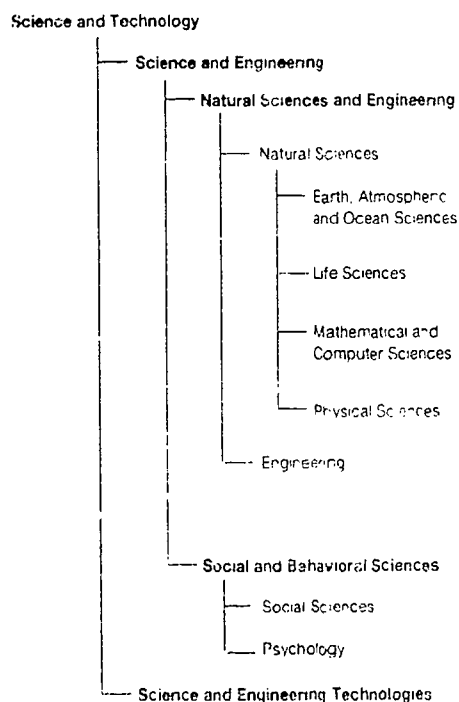 Science and Technology
Science and Engineering
Natural Sciences and Engineering
Natural Sciences
Earth, Atmospheric
and Ocean Sciences
Life Sciences
Mathematical and
Computer Sciences
Physical Sciences
Engineering
Social and Behavioral Sciences
Social Sciences
Psychology
Science and Engineering Technologies